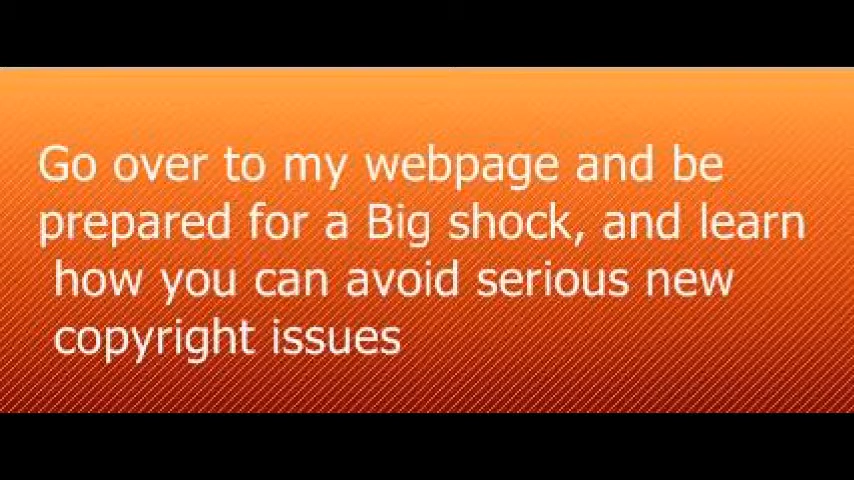 Go over to my webpage and be
prepared for a Big shock, and learn
how you can avoid serious new
copyright issues